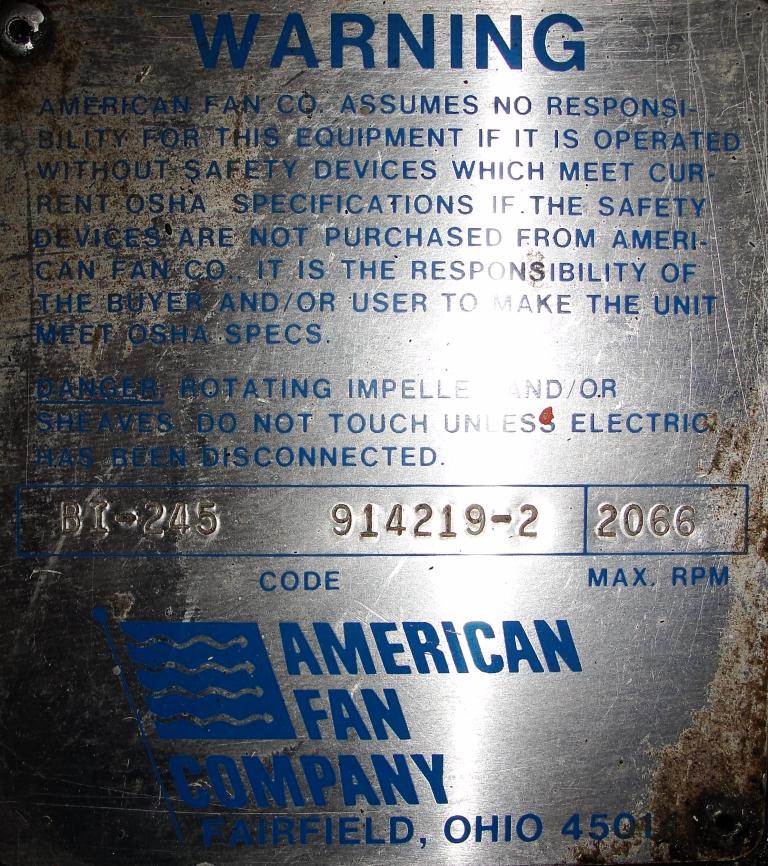 WARNING
AMERICAN FAN CO. ASSUMES NO RESPONSI-
BILITY FOR THIS EQUIPMENT IF IT IS OPERATED
WITHOUT SAFETY DEVICES WHICH MEET CUR-
RENT OSHA SPECIFICATIONS IF THE SAFETY
DEVICES ARE NOT PURCHASED FROM AMERI-
CAN FAN CO., IT IS THE RESPONSIBILITY OF
THE BUYER AND/OR USER TO MAKE THE UNIT
MEET OSHA SPECS.
DANGER: ROTATING IMPELLE AND/OR
SHEAVES DO NOT TOUCH UNLESS ELECTRIC
HAS BEEN DISCONNECTED.
BI-245 914219-2 2066
CODE MAX. RPM
AMERICAN
FAN
COMPANY
FAIRFIELD, OHIO